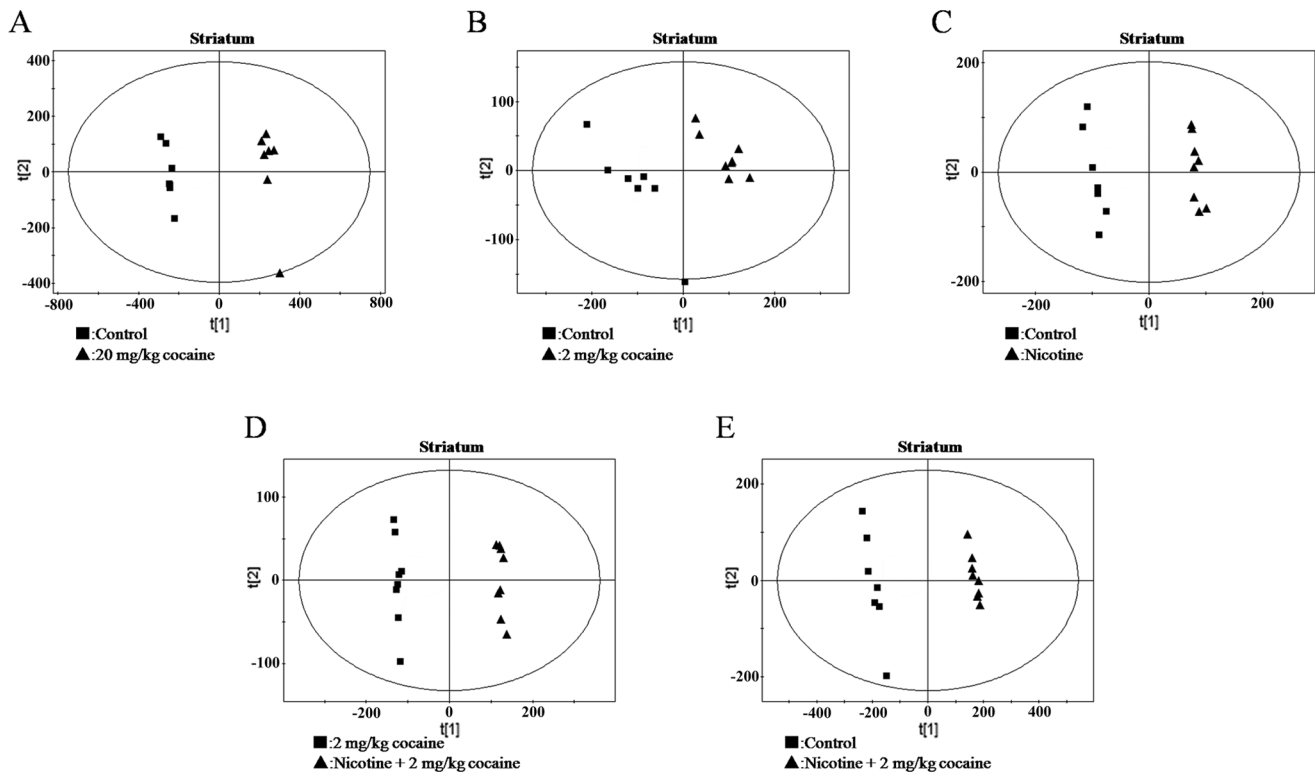 A
Striatum
400
200
0
-200
-400
t[2]
-800
-400
0
400
800
t[1]
■:Control
▲:20 mg/kg cocaine
B
Striatum
100
0
-100
t[2]
-200
0
200
t[1]
■:Control
▲:2 mg/kg cocaine
C
Striatum
200
0
-200
t[2]
-200
0
200
t[1]
■:Control
▲:Nicotine
D
Striatum
100
0
-100
t[2]
-200
0
200
t[1]
■:2 mg/kg cocaine
▲:Nicotine + 2 mg/kg cocaine
E
Striatum
200
0
-200
t[2]
-400
-200
0
200
400
t[1]
■:Control
▲:Nicotine + 2 mg/kg cocaine